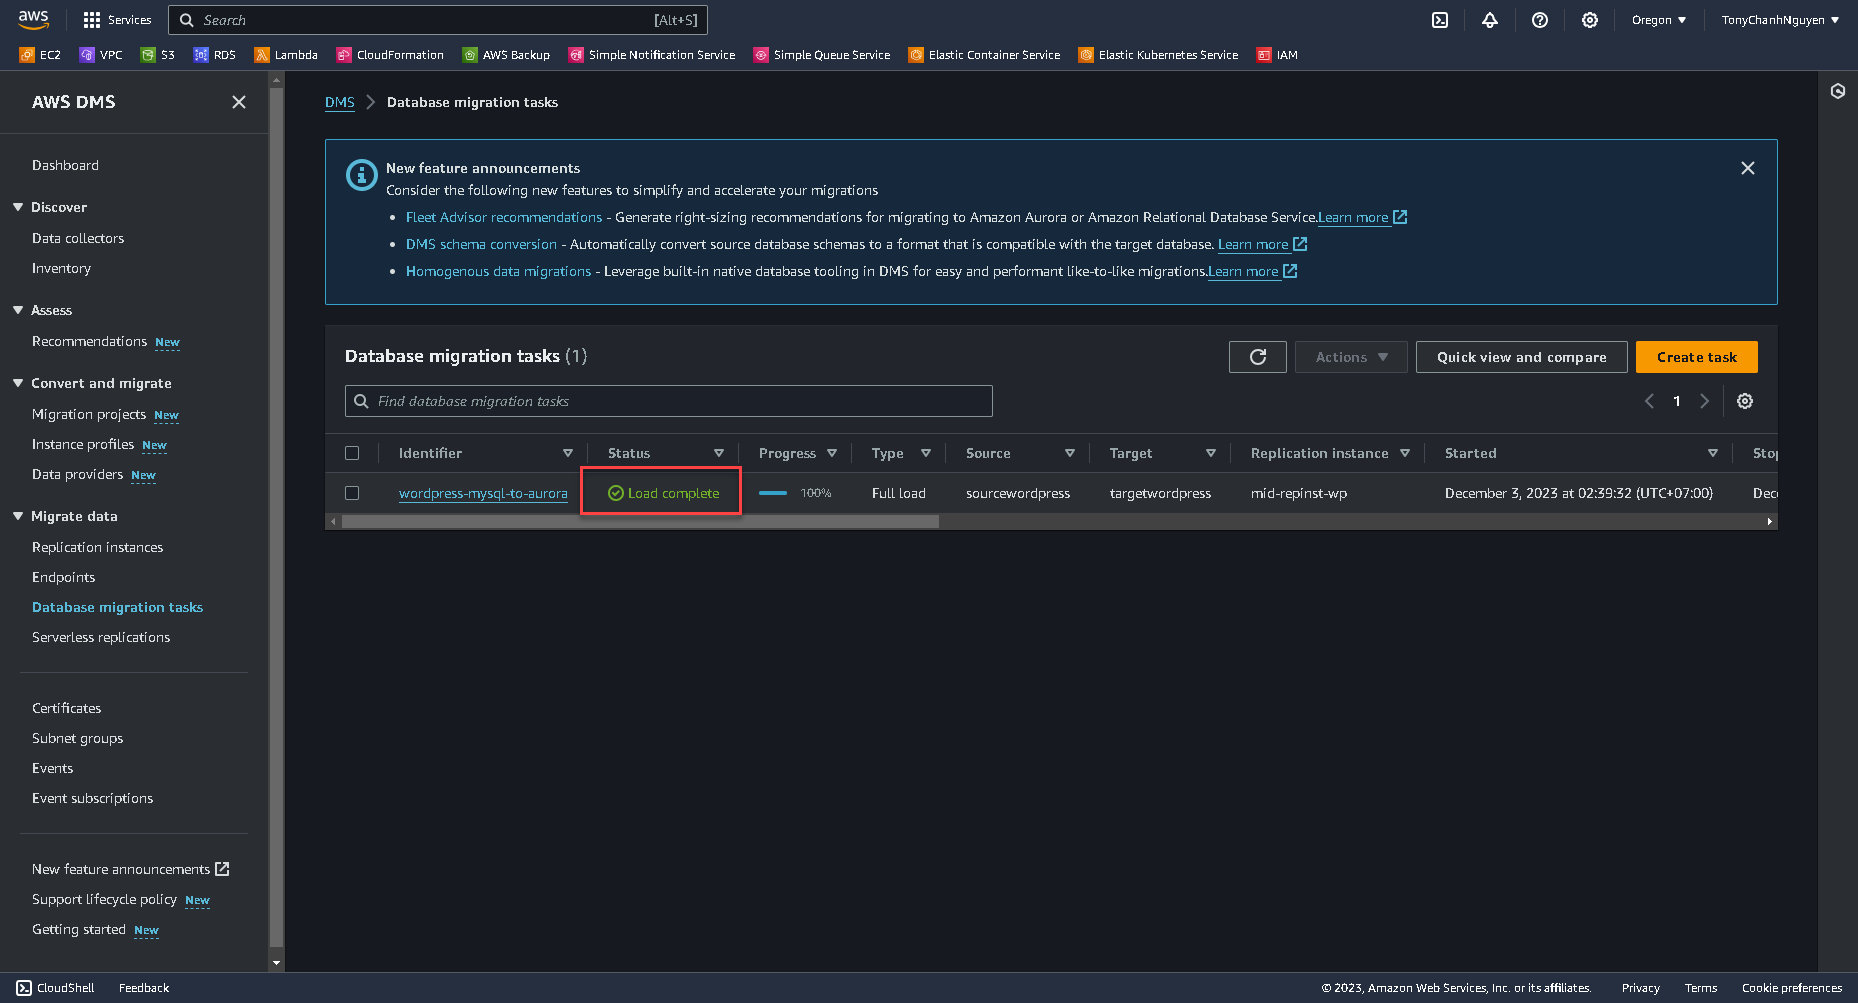 aws Services Search [Alt+S] Oregon TonyChanhNguyen
EC2 VPC S3 RDS Lambda CloudFormation AWS Backup Simple Notification Service Simple Queue Service Elastic Container Service Elastic Kubernetes Service IAM
AWS DMS
Dashboard
Discover
Data collectors
Inventory
Assess
Recommendations New
Convert and migrate
Migration projects New
Instance profiles New
Data providers New
Migrate data
Replication instances
Endpoints
Database migration tasks
Serverless replications
Certificates
Subnet groups
Events
Event subscriptions
New feature announcements
Support lifecycle policy New
Getting started New
DMS Database migration tasks
New feature announcements
Consider the following new features to simplify and accelerate your migrations
• Fleet Advisor recommendations - Generate right-sizing recommendations for migrating to Amazon Aurora or Amazon Relational Database Service.Learn more
• DMS schema conversion - Automatically convert source database schemas to a format that is compatible with the target database. Learn more
• Homogenous data migrations - Leverage built-in native database tooling in DMS for easy and performant like-to-like migrations.Learn more
Database migration tasks (1) Actions Quick view and compare Create task
Find database migration tasks 1
Identifier Status Progress Type Source Target Replication instance Started Stop
wordpress-mysql-to-aurora Load complete 100% Full load sourcewordpress targetwordpress mid-repinst-wp December 3, 2023 at 02:39:32 (UTC+07:00) Dec
CloudShell Feedback © 2023, Amazon Web Services, Inc. or its affiliates. Privacy Terms Cookie preferences